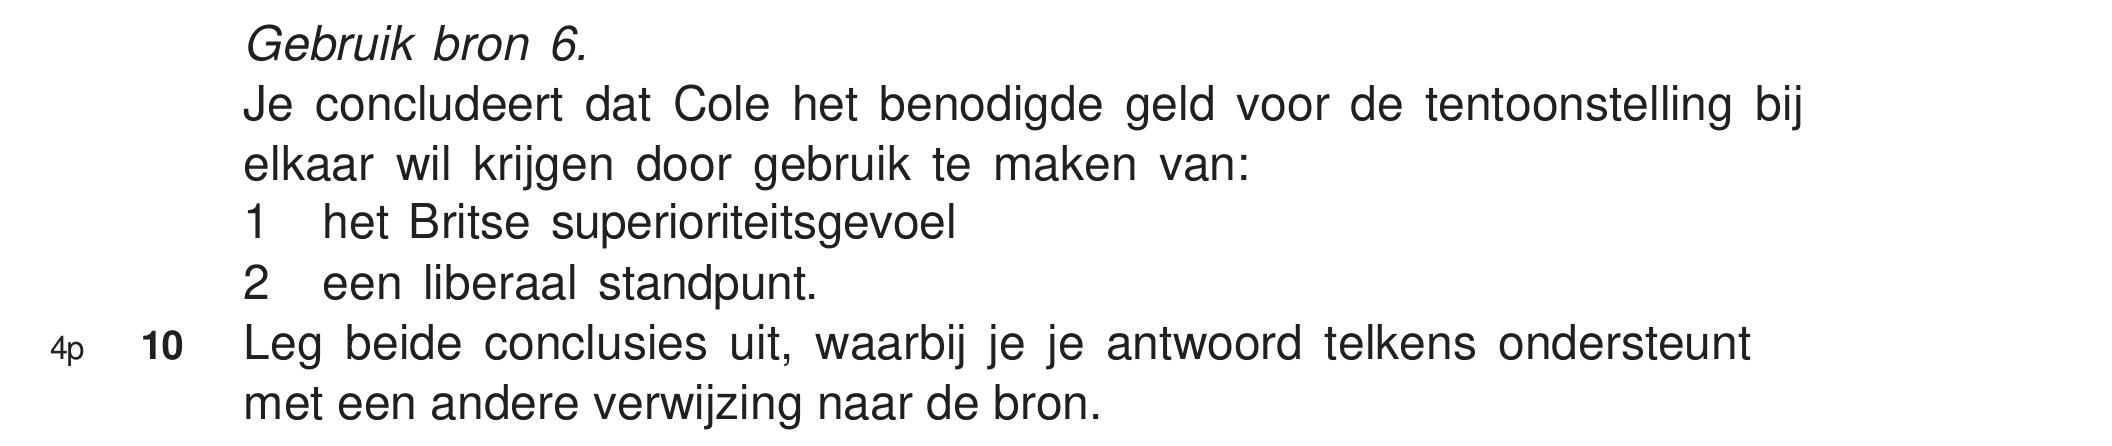 Gebruik bron 6.
Je concludeert dat Cole het benodigde geld voor de tentoonstelling bij
elkaar wil krijgen door gebruik te maken van:
1 het Britse superioriteitsgevoel
2 een liberaal standpunt.
4p 10 Leg beide conclusies uit, waarbij je je antwoord telkens ondersteunt
met een andere verwijzing naar de bron.